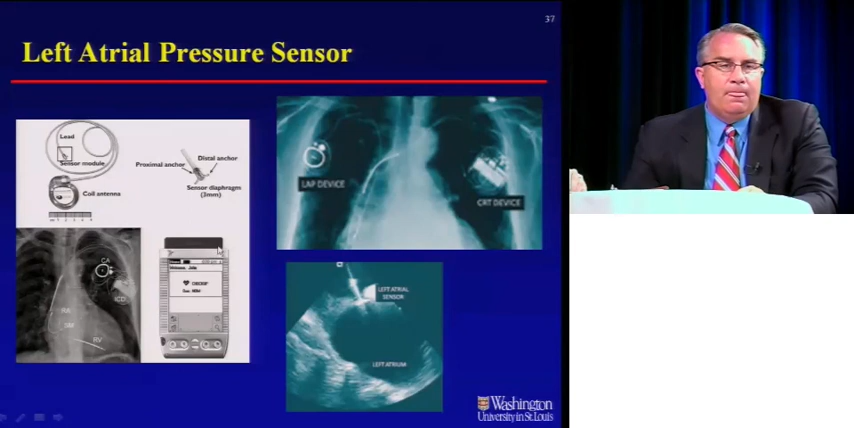 37
Left Atrial Pressure Sensor
Lead
Sensor module
Coil antenna
Proximal anchor
Distal anchor
Sensor diaphragm
(3mm)
LAP DEVICE
CRT DEVICE
CA
ICD
RA
SM
RV
LEFT ATRIAL
SENSOR
LEFT ATRIUM
Washington
University in St. Louis